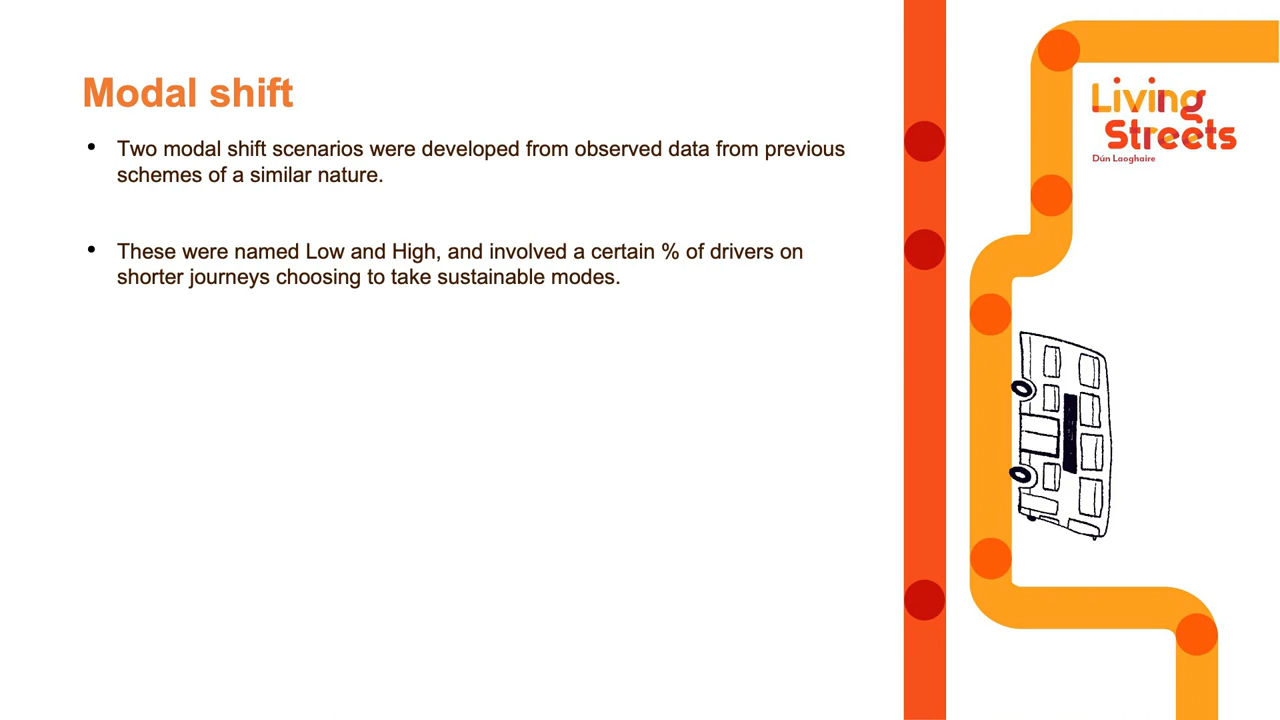 Modal shift
• Two modal shift scenarios were developed from observed data from previous
schemes of a similar nature.
• These were named Low and High, and involved a certain % of drivers on
shorter journeys choosing to take sustainable modes.
Living
Streets
Dún Laoghaire